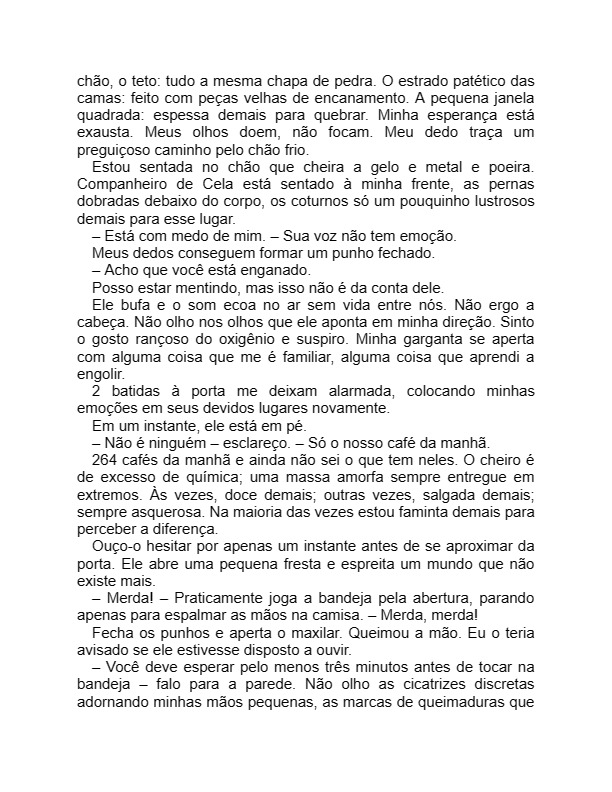 chão, o teto: tudo a mesma chapa de pedra. O estrado patético das
camas: feito com peças velhas de encanamento. A pequena janela
quadrada: espessa demais para quebrar. Minha esperança está
exausta. Meus olhos doem, não focam. Meu dedo traça um
preguiçoso caminho pelo chão frio.
Estou sentada no chão que cheira a gelo e metal e poeira.
Companheiro de Cela está sentado à minha frente, as pernas
dobradas debaixo do corpo, os coturnos só um pouquinho lustrosos
demais para esse lugar.
– Está com medo de mim. – Sua voz não tem emoção.
Meus dedos conseguem formar um punho fechado.
– Acho que você está enganado.
Posso estar mentindo, mas isso não é da conta dele.
Ele bufa e o som ecoa no ar sem vida entre nós. Não ergo a
cabeça. Não olho nos olhos que ele aponta em minha direção. Sinto
o gosto rançoso do oxigênio e suspiro. Minha garganta se aperta
com alguma coisa que me é familiar, alguma coisa que aprendi a
engolir.
2 batidas à porta me deixam alarmada, colocando minhas
emoções em seus devidos lugares novamente.
Em um instante, ele está em pé.
– Não é ninguém – esclareço. – Só o nosso café da manhã.
264 cafés da manhã e ainda não sei o que tem neles. O cheiro é
de excesso de química; uma massa amorfa sempre entregue em
extremos. Às vezes, doce demais; outras vezes, salgada demais;
sempre asquerosa. Na maioria das vezes estou faminta demais para
perceber a diferença.
Ouço-o hesitar por apenas um instante antes de se aproximar da
porta. Ele abre uma pequena fresta e espreita um mundo que não
existe mais.
– Merda! – Praticamente joga a bandeja pela abertura, parando
apenas para espalmar as mãos na camisa. – Merda, merda!
Fecha os punhos e aperta o maxilar. Queimou a mão. Eu o teria
avisado se ele estivesse disposto a ouvir.
– Você deve esperar pelo menos três minutos antes de tocar na
bandeja – falo para a parede. Não olho as cicatrizes discretas
adornando minhas mãos pequenas, as marcas de queimaduras que